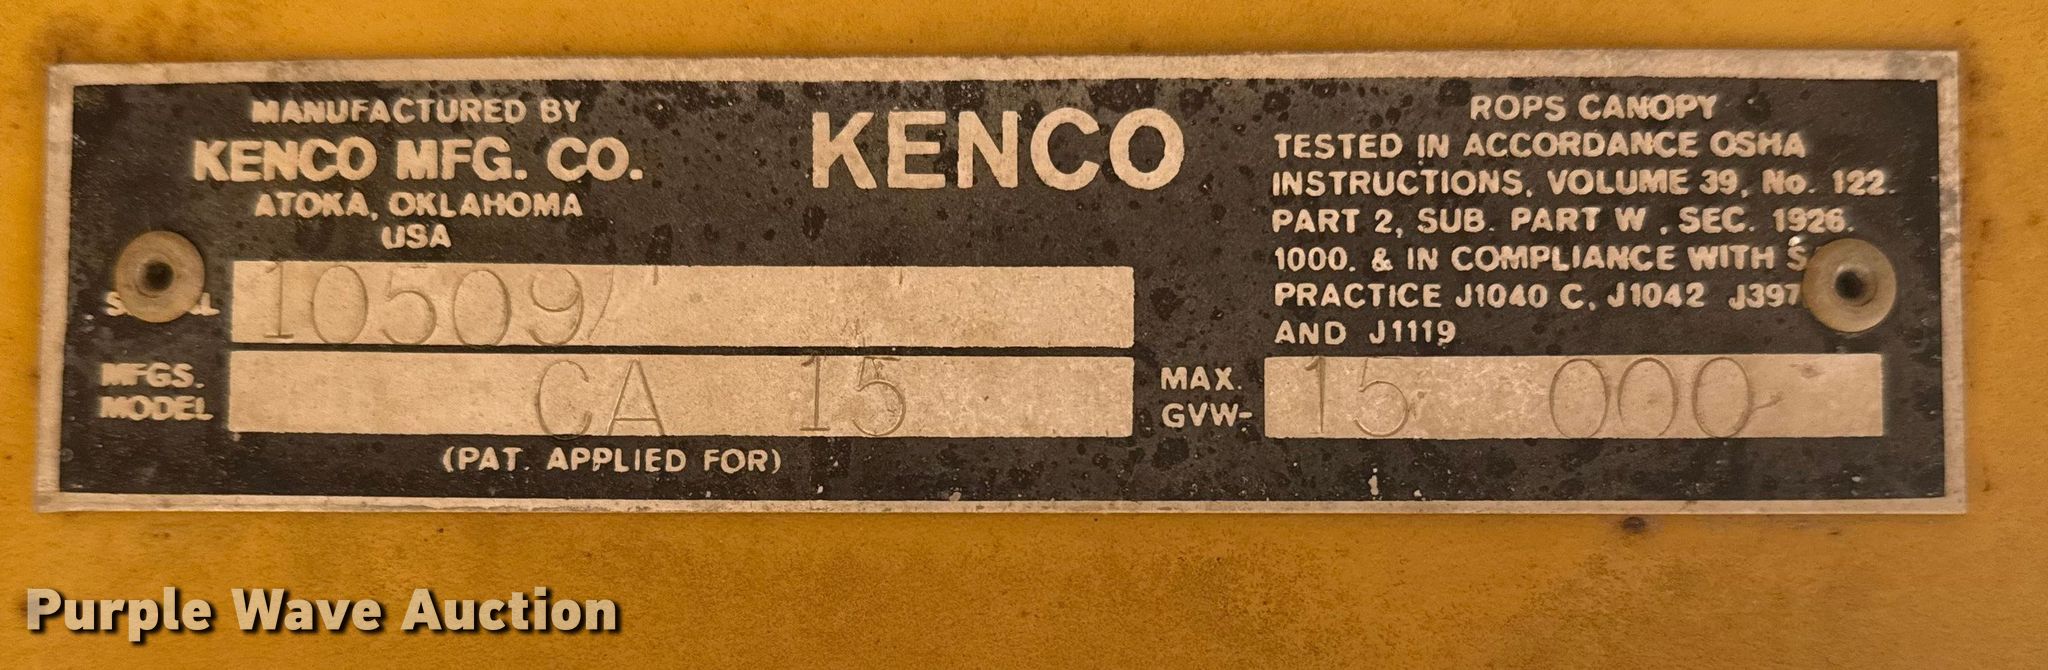 MANUFACTURED BY
KENCO MFG. CO.
ATOKA, OKLAHOMA
USA
KENCO
ROPS CANOPY
TESTED IN ACCORDANCE OSHA
INSTRUCTIONS, VOLUME 39, No. 122.
PART 2, SUB. PART W, SEC. 1926.
1000. & IN COMPLIANCE WITH
PRACTICE J1040 C, J1042 J397
AND J1119
10509
MFGS.
MODEL
CA 15
MAX.
GVW-
15 000
(PAT. APPLIED FOR)
Purple Wave Auction